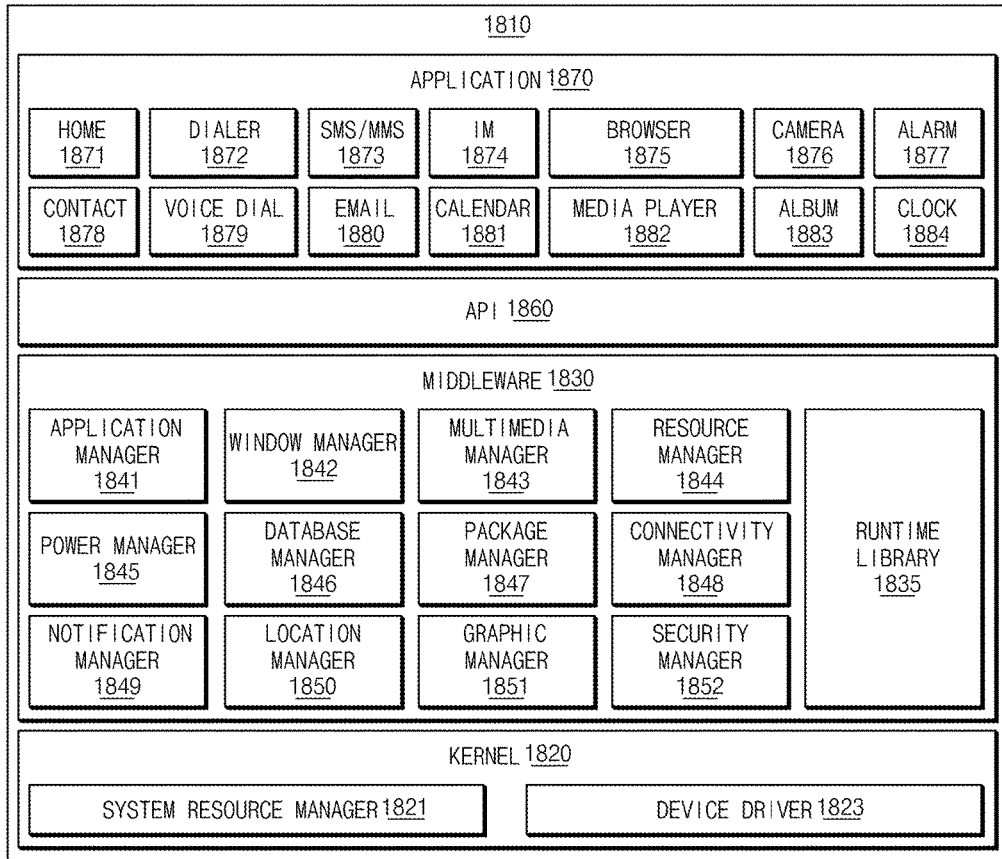 1810
APPLICATION 1870
HOME
1871
DIALER
1872
SMS/MMS
1873
IM
1874
BROWSER
1875
CAMERA
1876
ALARM
1877
CONTACT
1878
VOICE DIAL
1879
EMAIL
1880
CALENDAR
1881
MEDIA PLAYER
1882
ALBUM
1883
CLOCK
1884
API 1860
MIDDLEWARE 1830
APPLICATION
MANAGER
1841
WINDOW MANAGER
1842
MULTIMEDIA
MANAGER
1843
RESOURCE
MANAGER
1844
POWER MANAGER
1845
DATABASE
MANAGER
1846
PACKAGE
MANAGER
1847
CONNECTIVITY
MANAGER
1848
RUNTIME
LIBRARY
1835
NOTIFICATION
MANAGER
1849
LOCATION
MANAGER
1850
GRAPHIC
MANAGER
1851
SECURITY
MANAGER
1852
KERNEL 1820
SYSTEM RESOURCE MANAGER 1821
DEVICE DRIVER 1823